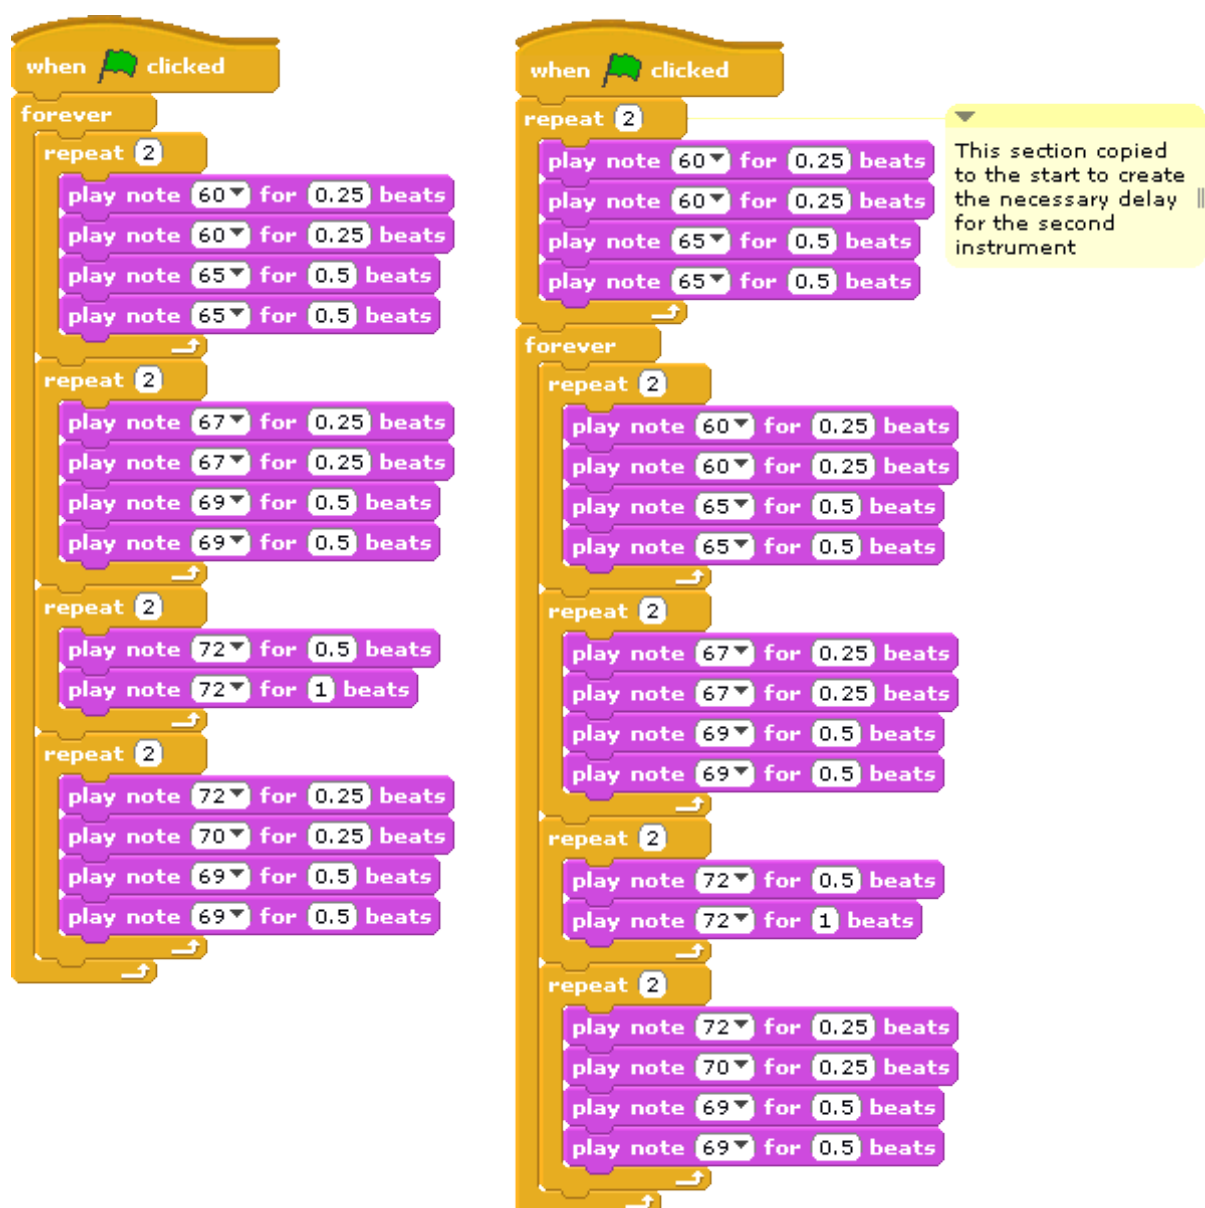 when clicked
forever
repeat 2
play note 60 for 0.25 beats
play note 60 for 0.25 beats
play note 65 for 0.5 beats
play note 65 for 0.5 beats
repeat 2
play note 67 for 0.25 beats
play note 67 for 0.25 beats
play note 69 for 0.5 beats
play note 69 for 0.5 beats
repeat 2
play note 72 for 0.5 beats
play note 72 for 1 beats
repeat 2
play note 72 for 0.25 beats
play note 70 for 0.25 beats
play note 69 for 0.5 beats
play note 69 for 0.5 beats
when clicked
repeat 2
play note 60 for 0.25 beats
play note 60 for 0.25 beats
play note 65 for 0.5 beats
play note 65 for 0.5 beats
This section copied
to the start to create
the necessary delay
for the second
instrument
forever
repeat 2
play note 60 for 0.25 beats
play note 60 for 0.25 beats
play note 65 for 0.5 beats
play note 65 for 0.5 beats
repeat 2
play note 67 for 0.25 beats
play note 67 for 0.25 beats
play note 69 for 0.5 beats
play note 69 for 0.5 beats
repeat 2
play note 72 for 0.5 beats
play note 72 for 1 beats
repeat 2
play note 72 for 0.25 beats
play note 70 for 0.25 beats
play note 69 for 0.5 beats
play note 69 for 0.5 beats